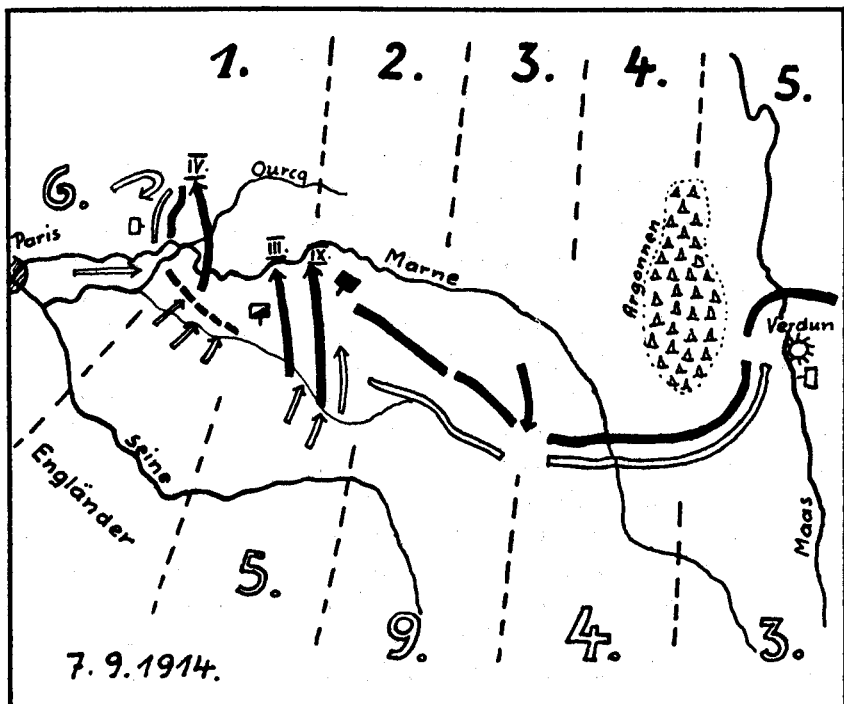 1.
2.
3.
4.
5.
6.
IV.
Ourcq
Paris
III.
IX.
Marne
Argonnen
Verdun
Engländer
Seine
Maas
5.
9.
4.
3.
7.9.1914.